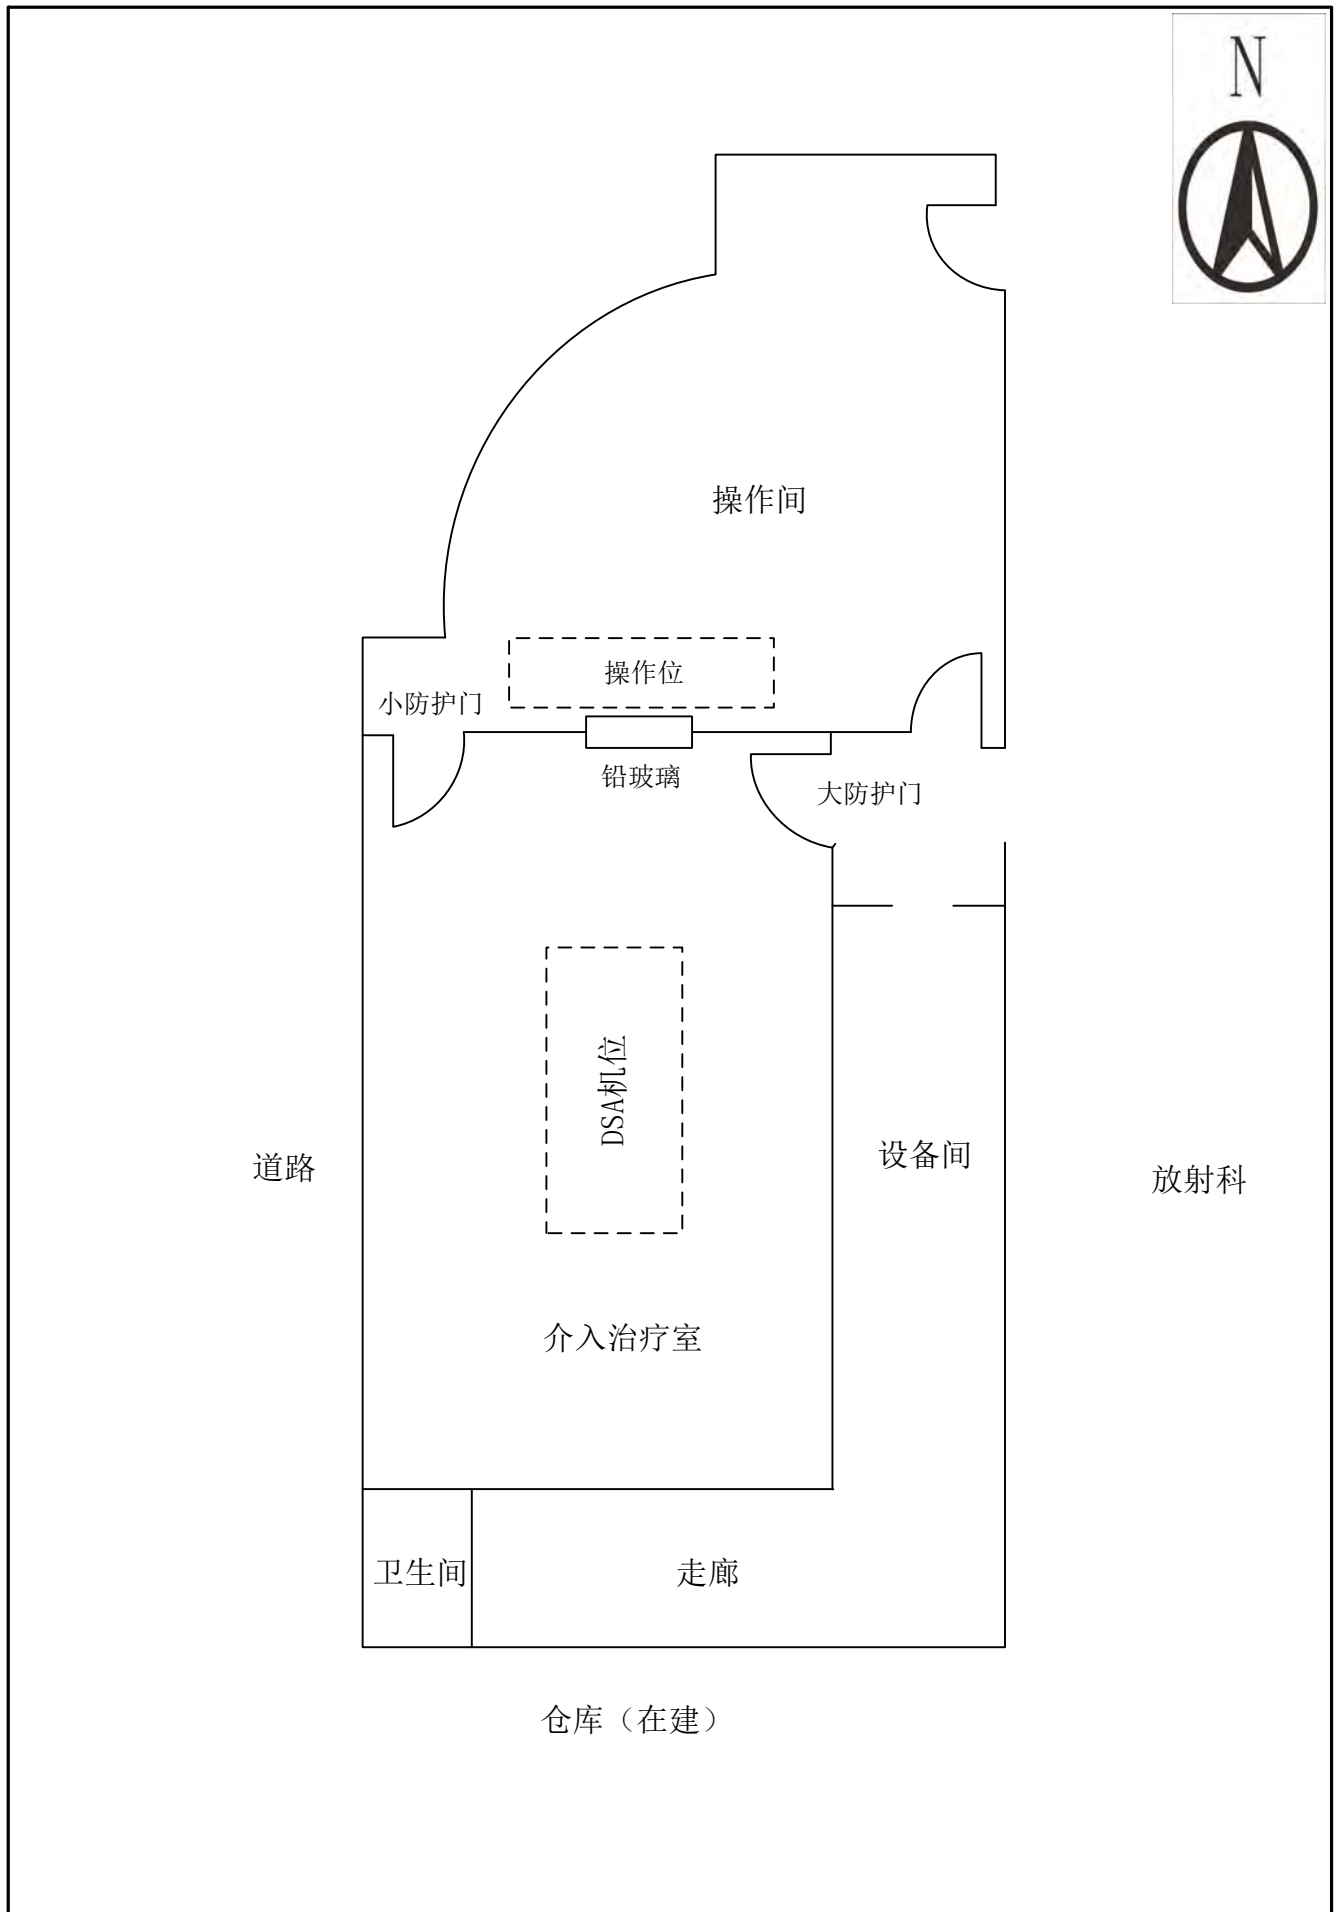 N
操作间
操作位
小防护门
铅玻璃
大防护门
DSA机位
设备间
道路
放射科
介入治疗室
卫生间
走廊
仓库（在建）